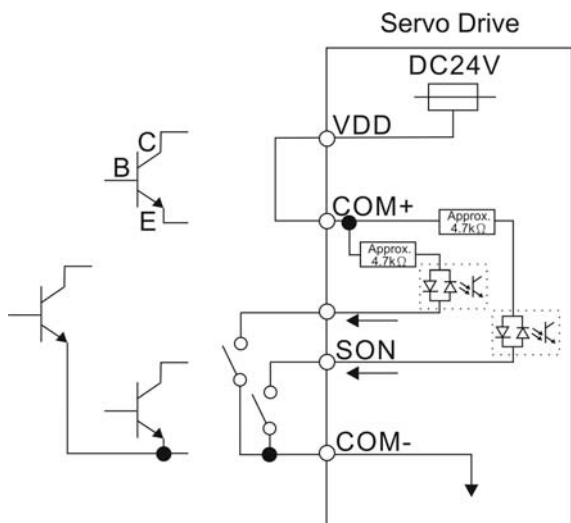 Servo Drive
DC24V
VDD
C
B
E
COM+
Approx.
4.7kΩ
Approx.
4.7kΩ
SON
COM-